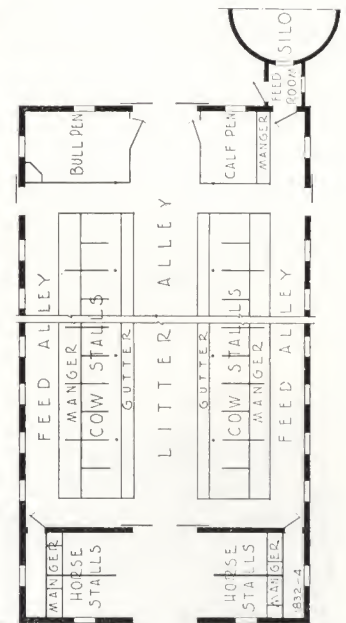 SILO
FEED
ROOM
BULL PEN
CALF PEN
MANGER
FEED ALLEY
MANGER
COW STALLS
GUTTER
LITTER ALLEY
GUTTER
COW STALLS
MANGER
FEED ALLEY
MANGER
HORSE
STALLS
HORSE
STALLS
MANGER
832-4